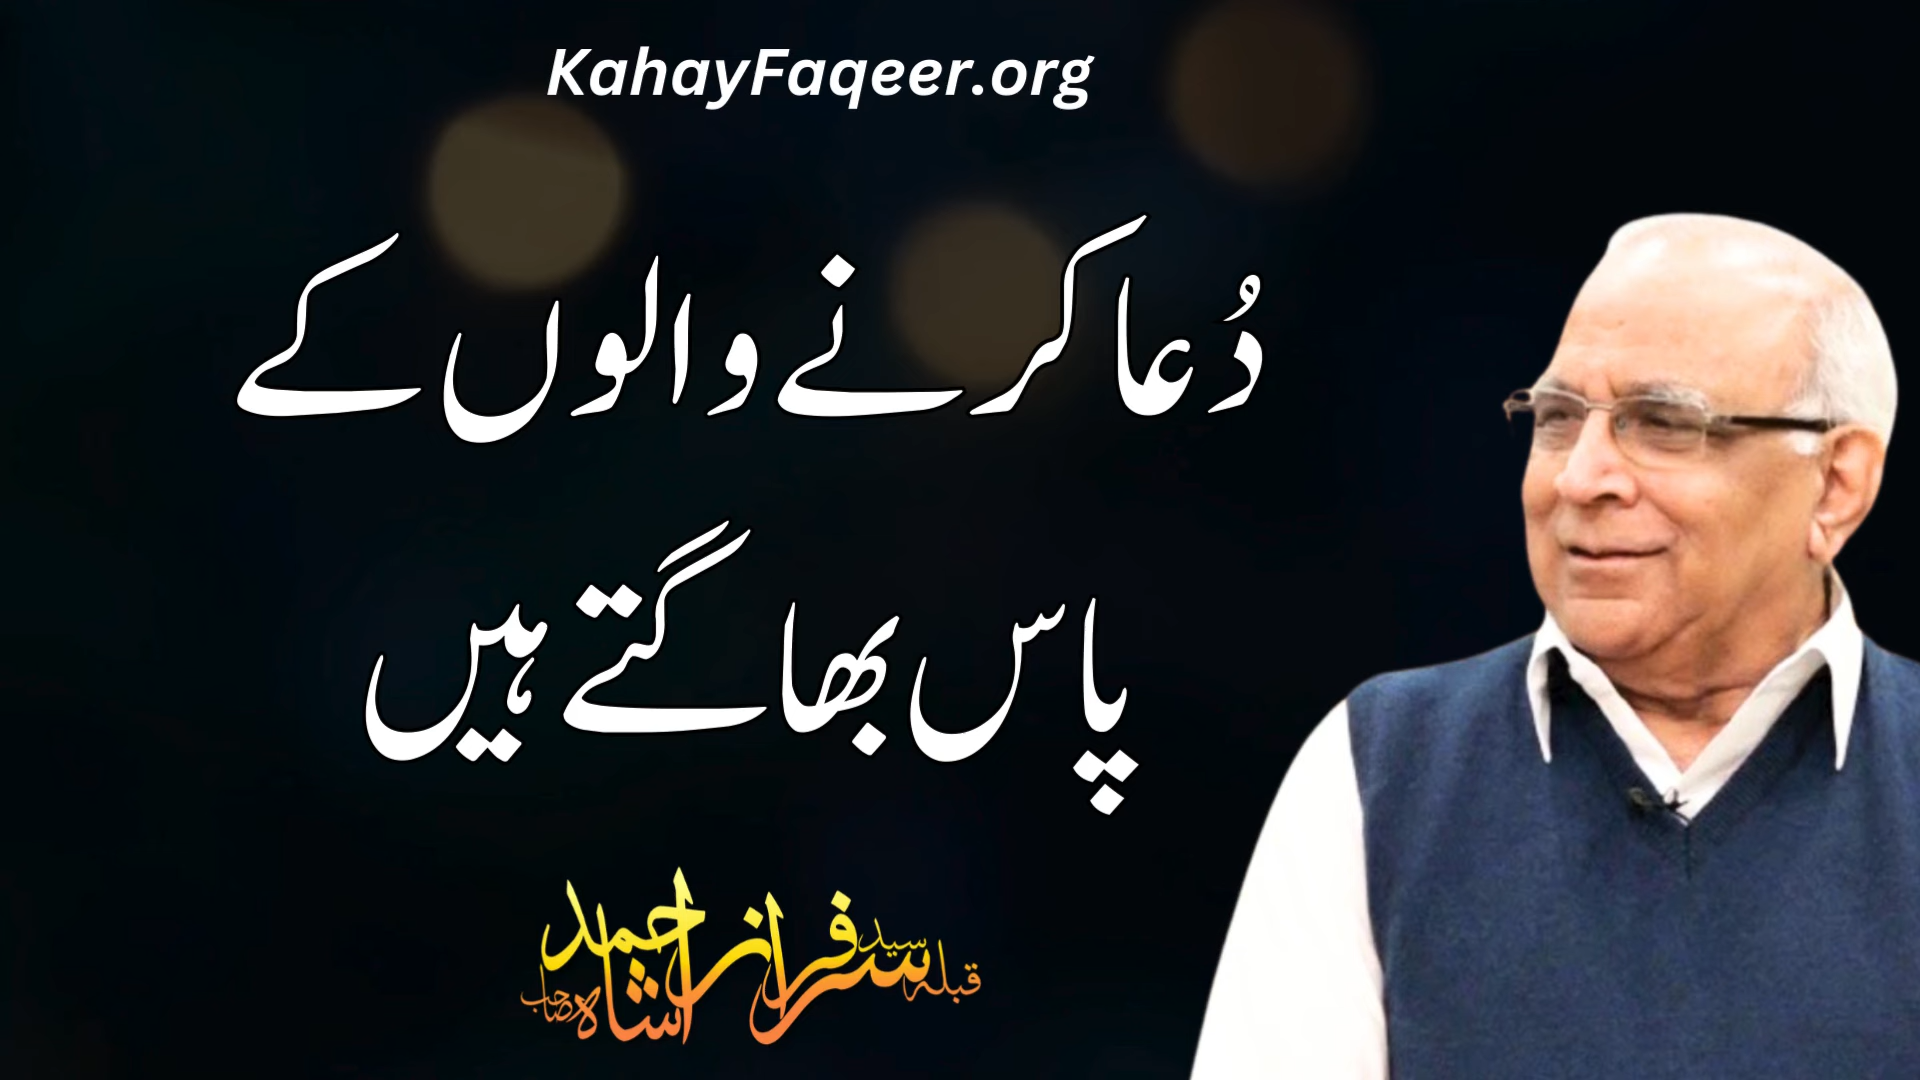 KahayFaqeer.org
دُعا کرنے والوں کے
پاس بھاگتے ہیں
قبلہ سید سرفراز احمد شاہ صاحب